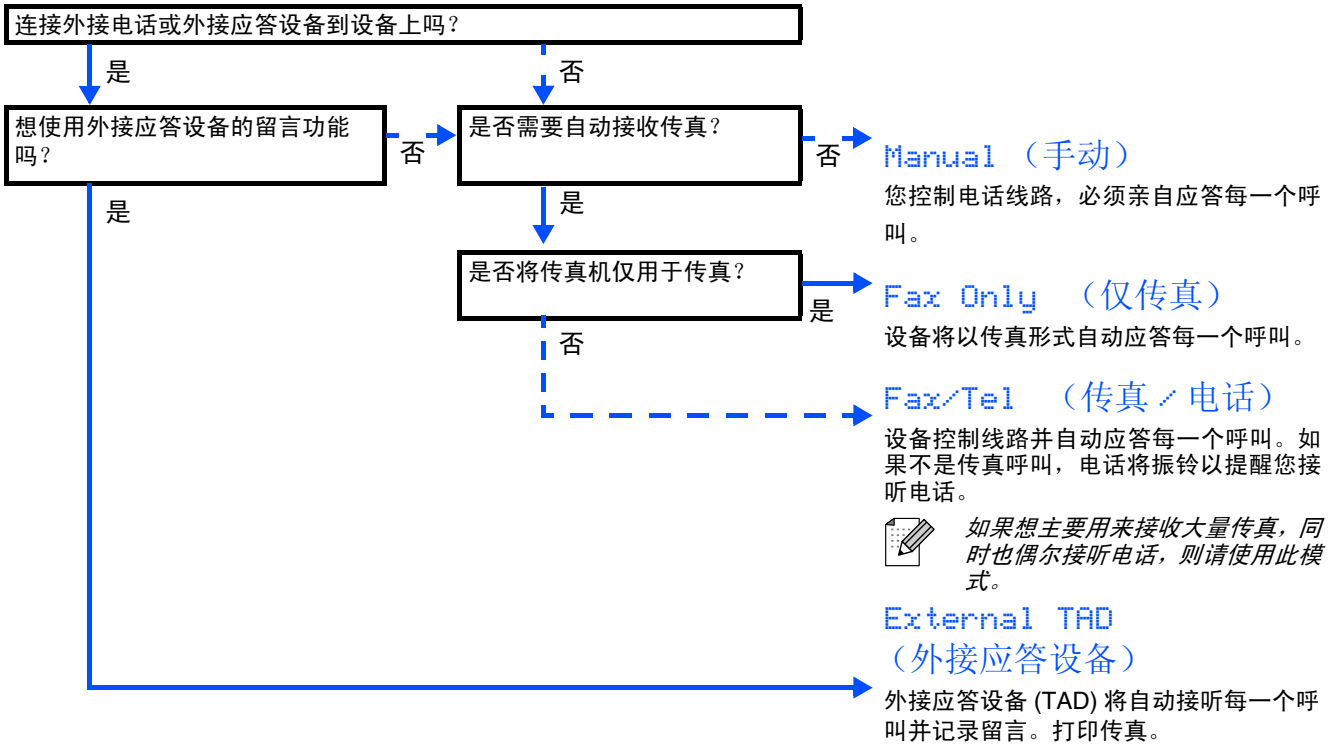 连接外接电话或外接应答设备到设备上吗？
是
否
想使用外接应答设备的留言功能
吗？
否
是否需要自动接收传真？
否
Manual （手动）
您控制电话线路，必须亲自应答每一个呼
叫。
是
是
是否将传真机仅用于传真？
是
Fax Only （仅传真）
设备将以传真形式自动应答每一个呼叫。
否
Fax/Tel （传真 / 电话）
设备控制线路并自动应答每一个呼叫。如
果不是传真呼叫，电话将振铃以提醒您接
听电话。
如果想主要用来接收大量传真，同
时也偶尔接听电话，则请使用此模
式。
External TAD
（外接应答设备）
外接应答设备 (TAD) 将自动接听每一个呼
叫并记录留言。打印传真。